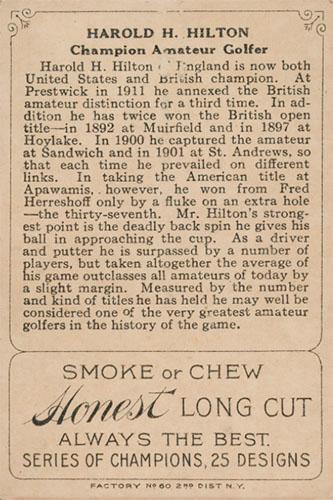 HAROLD H. HILTON
Champion Amateur Golfer
Harold H. Hilton England is now both
United States and British champion. At
Prestwick in 1911 he annexed the British
amateur distinction for a third time. In ad-
dition he has twice won the British open
title—in 1892 at Muirfield and in 1897 at
Hoylake. In 1900 he captured the amateur
at Sandwich and in 1901 at St. Andrews, so
that each time he prevailed on different
links. In taking the American title at
Apawamis, however, he won from Fred
Herreshoff only by a fluke on an extra hole
—the thirty-seventh. Mr. Hilton's strong-
est point is the deadly back spin he gives his
ball in approaching the cup. As a driver
and putter he is surpassed by a number of
players, but taken altogether the average of
his game outclasses all amateurs of today by
a slight margin. Measured by the number
and kind of titles he has held he may well be
considered one of the very greatest amateur
golfers in the history of the game.
SMOKE or CHEW
Honest LONG CUT
ALWAYS THE BEST.
SERIES OF CHAMPIONS, 25 DESIGNS
FACTORY No 60 2ND DIST N.Y.